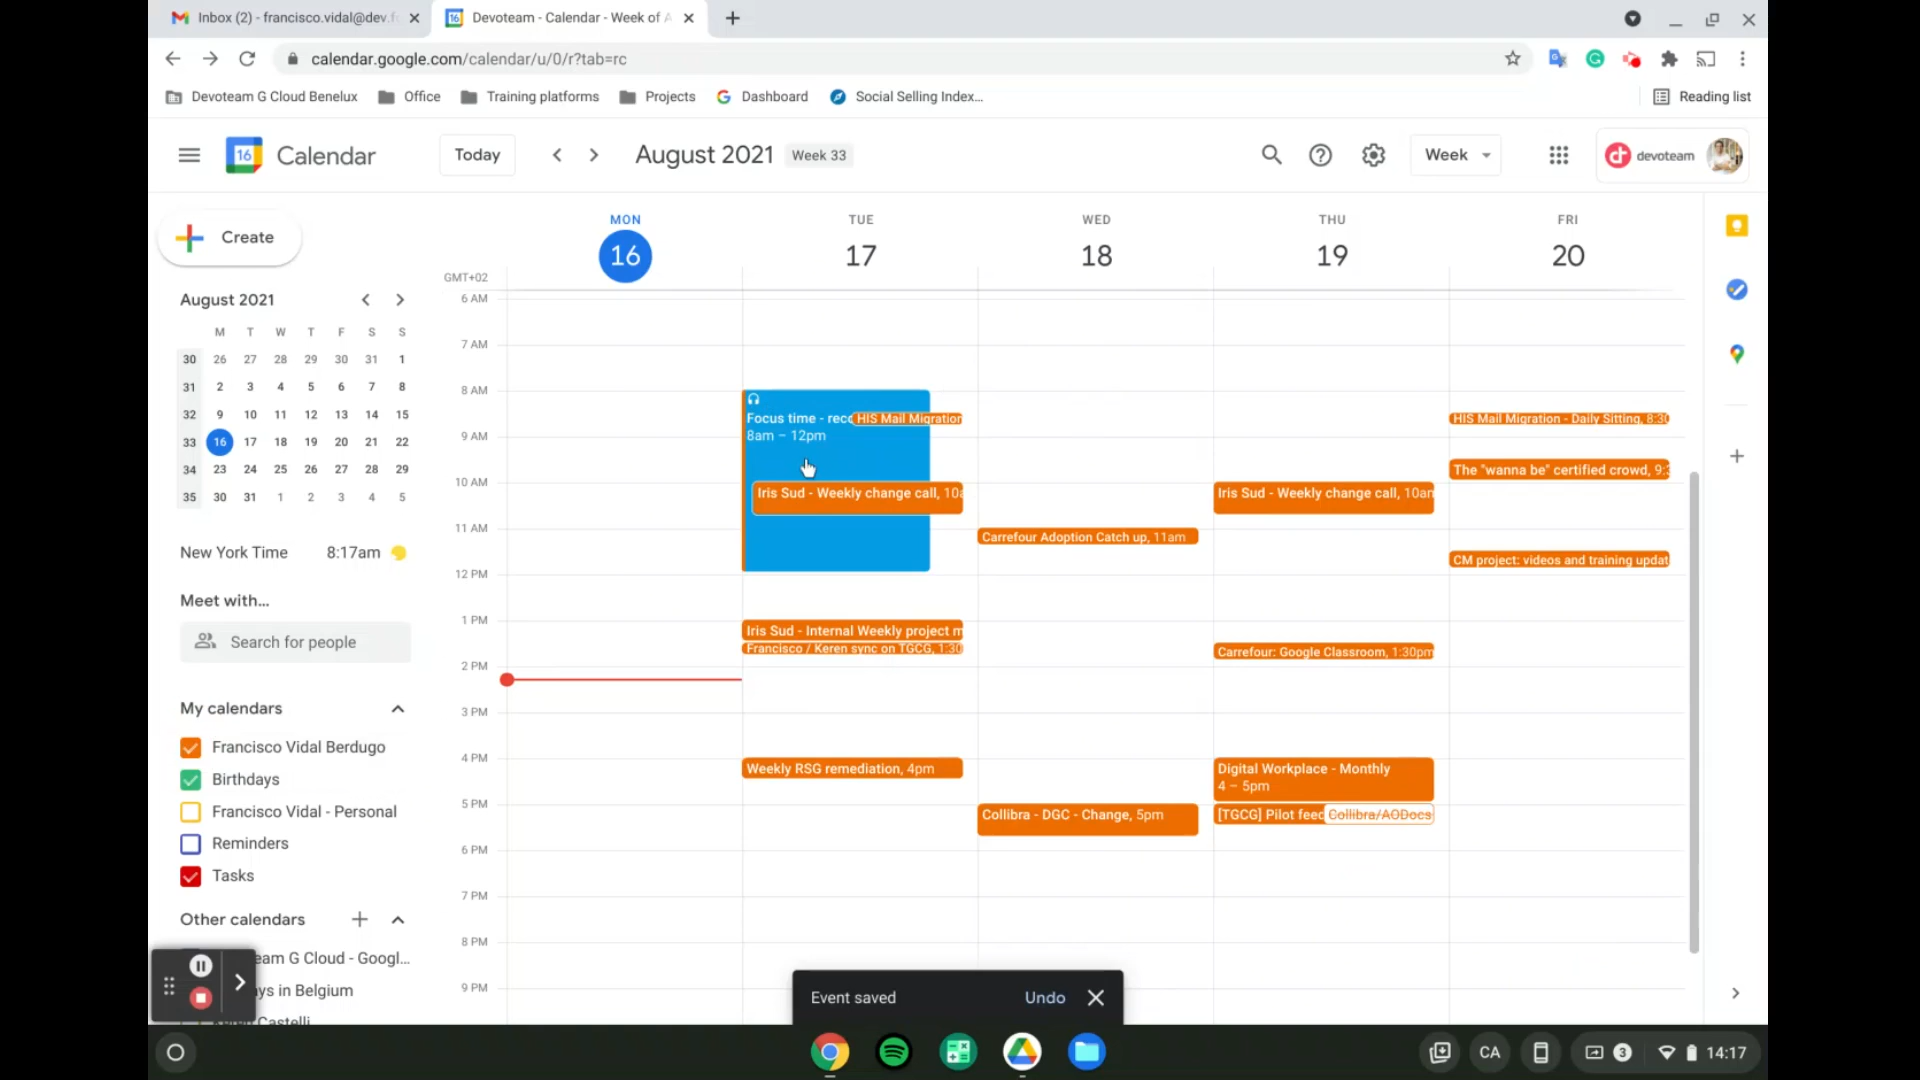 Inbox (2) - francisco.vidal@dev.f
Devoteam - Calendar - Week of A
calendar.google.com/calendar/u/0/r?tab=rc
Devoteam G Cloud Benelux
Office
Training platforms
Projects
Dashboard
Social Selling Index...
Reading list
16
Calendar
Today
August 2021
Week 33
Week
devoteam
Create
MON
16
TUE
17
WED
18
THU
19
FRI
20
GMT+02
August 2021
M T W T F S S
30 26 27 28 29 30 31 1
31 2 3 4 5 6 7 8
32 9 10 11 12 13 14 15
33 16 17 18 19 20 21 22
34 23 24 25 26 27 28 29
35 30 31 1 2 3 4 5
New York Time 8:17am
Meet with...
Search for people
My calendars
Francisco Vidal Berdugo
Birthdays
Francisco Vidal - Personal
Reminders
Tasks
Other calendars
eam G Cloud - Googl...
ys in Belgium
Castelli
6 AM
7 AM
8 AM
9 AM
10 AM
11 AM
12 PM
1 PM
2 PM
3 PM
4 PM
5 PM
6 PM
7 PM
8 PM
9 PM
Focus time - reco
8am – 12pm
HIS Mail Migration
Iris Sud - Weekly change call, 10a
Iris Sud - Internal Weekly project m
Francisco / Keren sync on TGCG, 1:30
Weekly RSG remediation, 4pm
Carrefour Adoption Catch up, 11am
Collibra - DGC - Change, 5pm
Iris Sud - Weekly change call, 10am
Carrefour: Google Classroom, 1:30pm
Digital Workplace - Monthly
4 – 5pm
[TGCG] Pilot feed
Collibra/AODocs
HIS Mail Migration - Daily Sitting, 8:30
The "wanna be" certified crowd, 9:3
CM project: videos and training updat
Event saved
Undo
CA
3
14:17